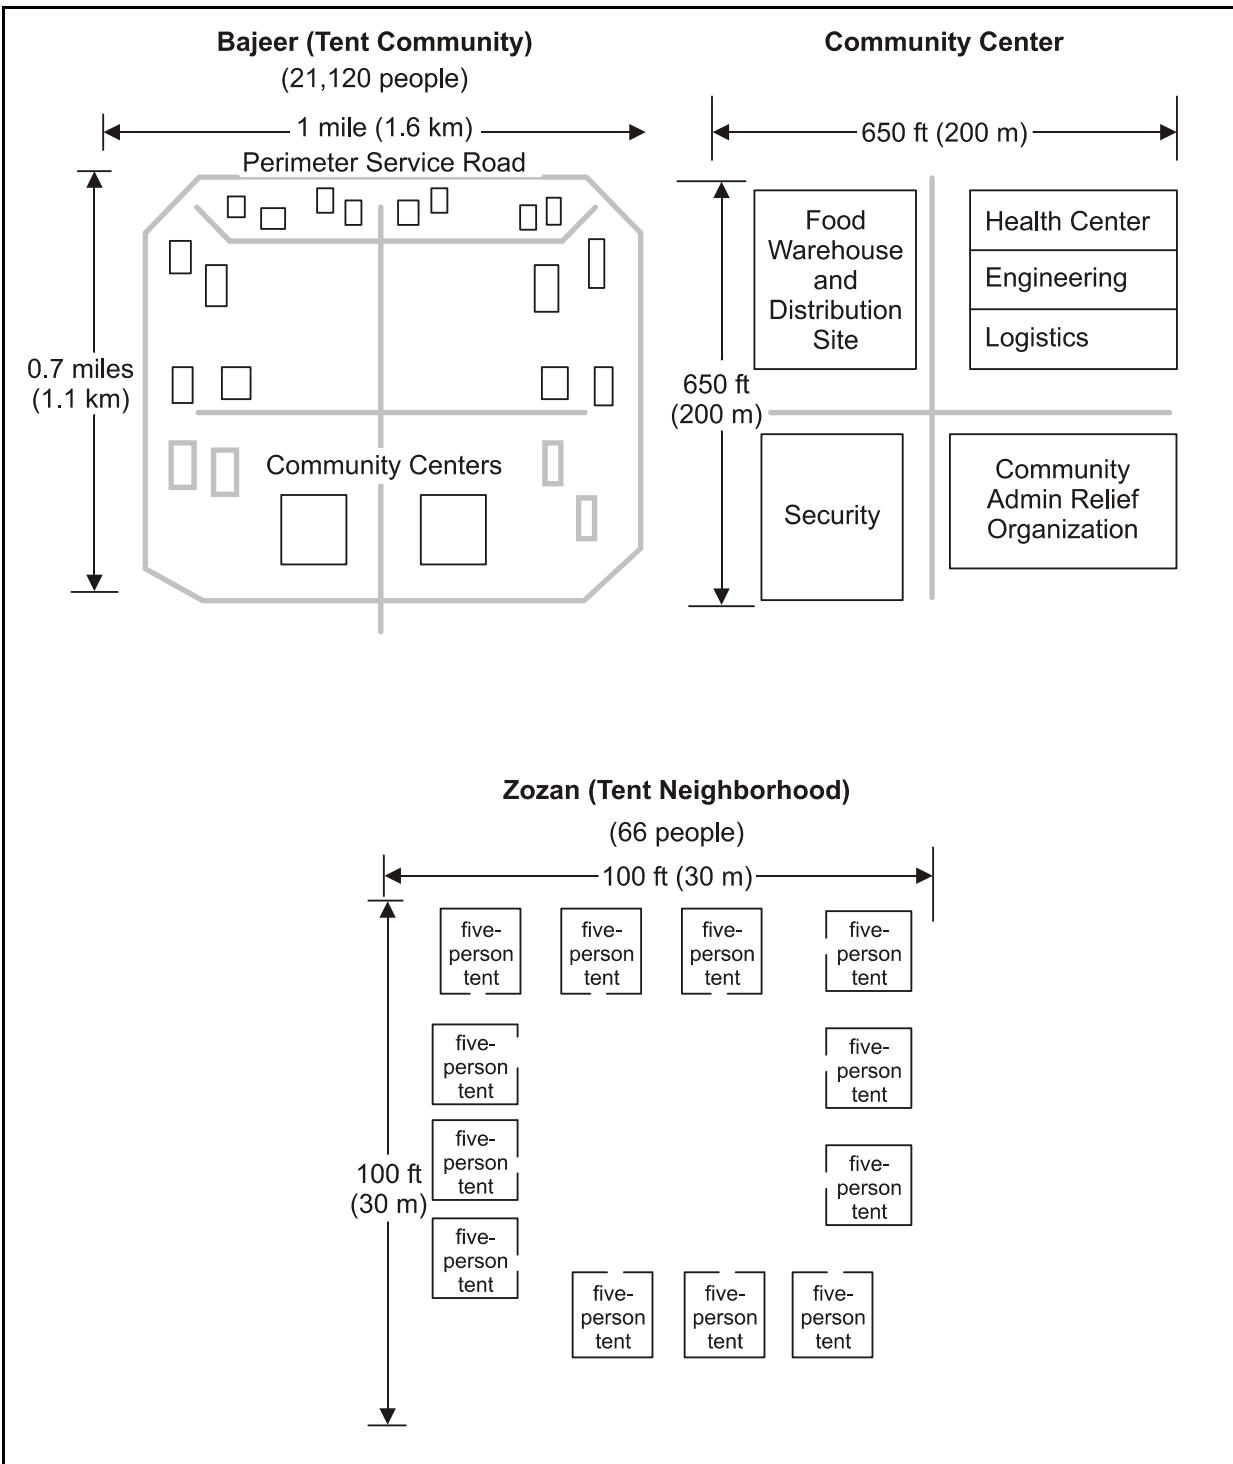 Bajeer (Tent Community)
(21,120 people)
1 mile (1.6 km)
Perimeter Service Road
0.7 miles
(1.1 km)
Community Centers
Community Center
650 ft (200 m)
650 ft
(200 m)
Food
Warehouse
and
Distribution
Site
Health Center
Engineering
Logistics
Security
Community
Admin Relief
Organization
Zozan (Tent Neighborhood)
(66 people)
100 ft (30 m)
100 ft
(30 m)
five-
person
tent
five-
person
tent
five-
person
tent
five-
person
tent
five-
person
tent
five-
person
tent
five-
person
tent
five-
person
tent
five-
person
tent
five-
person
tent
five-
person
tent
five-
person
tent
five-
person
tent